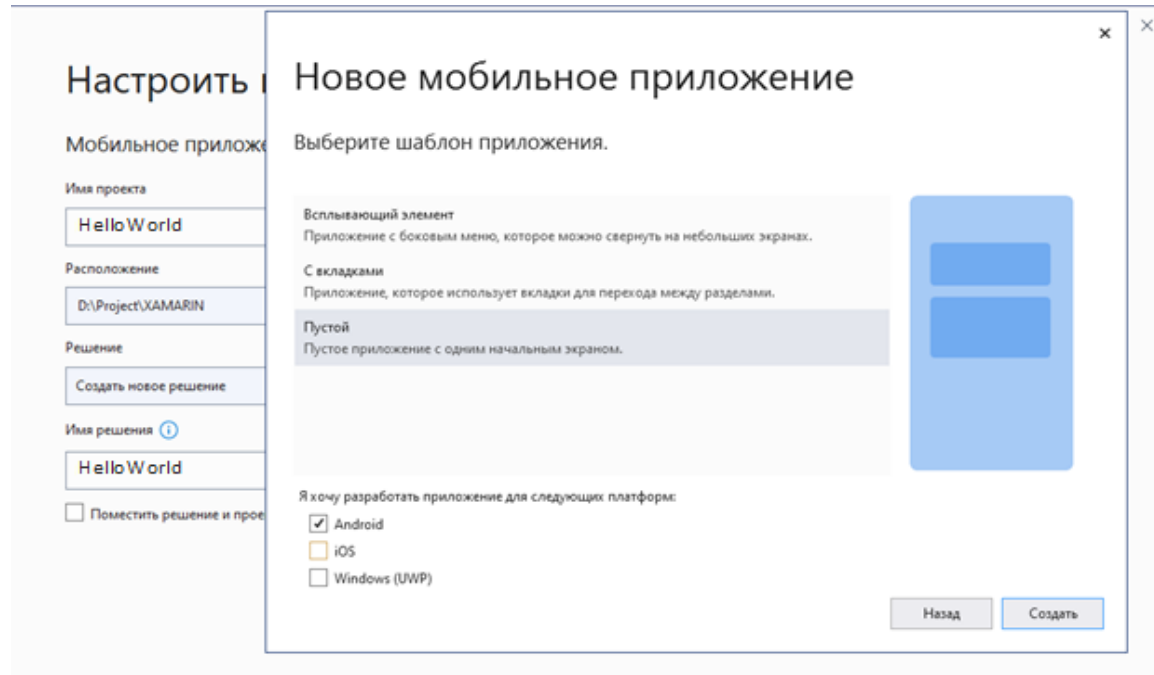 Настроить
Мобильное приложе
Имя проекта
HelloWorld
Расположение
D:\Project\XAMARIN
Решение
Создать новое решение
Имя решения
HelloWorld
Поместить решение и прое
Новое мобильное приложение
Выберите шаблон приложения.
Всплывающий элемент
Приложение с боковым меню, которое можно свернуть на небольших экранах.
С вкладками
Приложение, которое использует вкладки для перехода между разделами.
Пустой
Пустое приложение с одним начальным экраном.
Я хочу разработать приложение для следующих платформ:
Android
iOS
Windows (UWP)
Назад
Создать